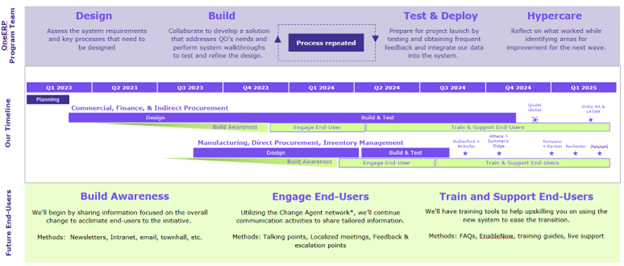 OneERP
Program Team
Design
Assess the system requirements
and key processes that need to
be designed
Build
Collaborate to develop a solution
that addresses QO's needs and
perform system walkthroughs
to test and refine the design.
Process repeated
Test & Deploy
Prepare for project launch by
testing and obtaining frequent
feedback and integrate our data
into the system.
Hypercare
Reflect on what worked while
identifying areas for
improvement for the next wave.
Our Timeline
Q1 2023 Q2 2023 Q3 2023 Q4 2023 Q1 2024 Q2 2024 Q3 2024 Q4 2024 Q1 2025
Planning
Commercial, Finance, & Indirect Procurement
Design Build & Test
Build Awareness Engage End-User Train & Support End-Users
Quidel
Global
Ortho NA &
LATAM
Manufacturing, Direct Procurement, Inventory Management
Design Build & Test
Build Awareness Engage End-User Train & Support End-Users
Rutherford +
McKellar
Athens +
Summer's
Ridge
Pompano
+ Raritan
Rochester
Future End-Users
Build Awareness
We'll begin by sharing information focused on the overall
change to acclimate end-users to the initiative.
Methods: Newsletters, Intranet, email, townhall, etc.
Engage End-Users
Utilizing the Change Agent network*, we'll continue
communication activities to share tailored information.
Methods: Talking points, Localized meetings, Feedback &
escalation points
Train and Support End-Users
We'll have training tools to help upskilling you on using the
new system to ease the transition.
Methods: FAQs, EnableNow, training guides, live support